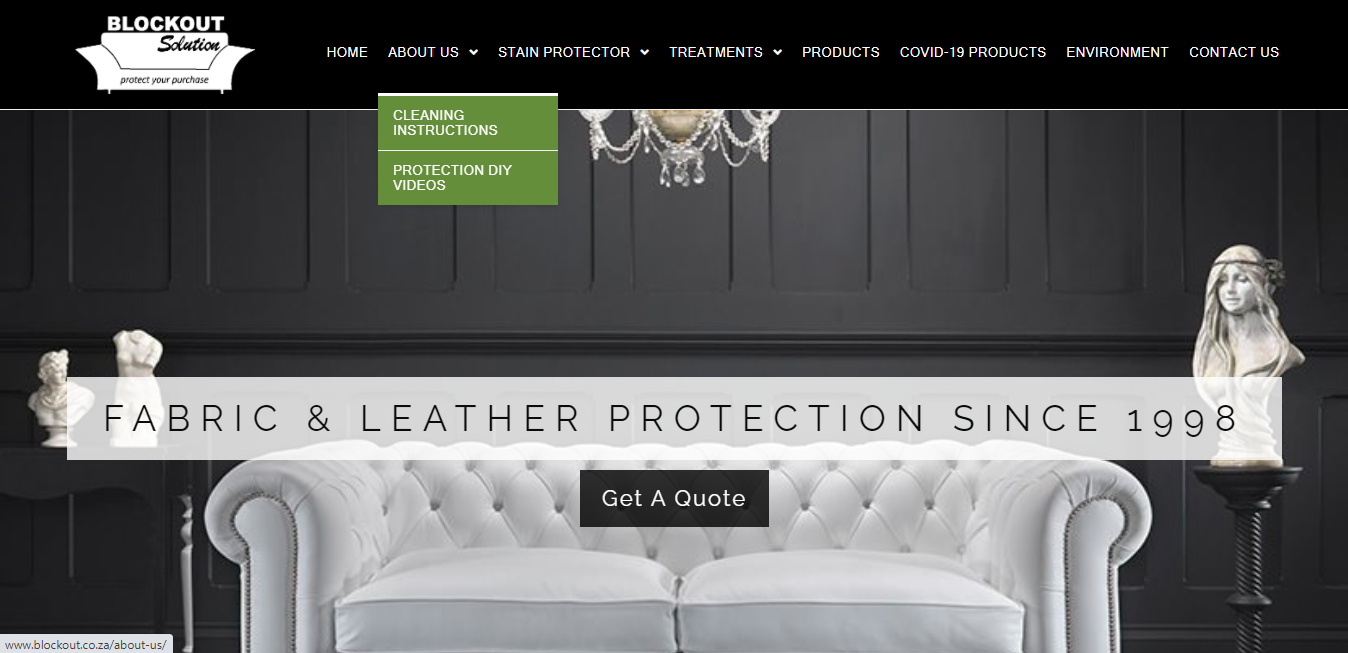 BLOCKOUT
Solution
protect your purchase
HOME ABOUT US STAIN PROTECTOR TREATMENTS PRODUCTS COVID-19 PRODUCTS ENVIRONMENT CONTACT US
CLEANING
INSTRUCTIONS
PROTECTION DIY
VIDEOS
FABRIC & LEATHER PROTECTION SINCE 1998
Get A Quote
www.blockout.co.za/about-us/